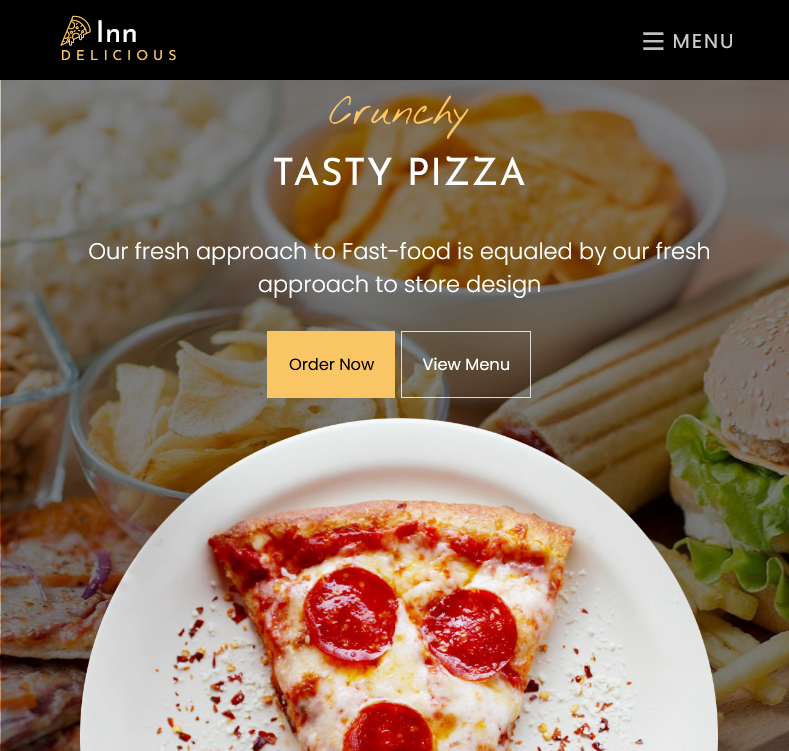 Inn
DELICIOUS
MENU
Crunchy
TASTY PIZZA
Our fresh approach to Fast-food is equaled by our fresh
approach to store design
Order Now
View Menu